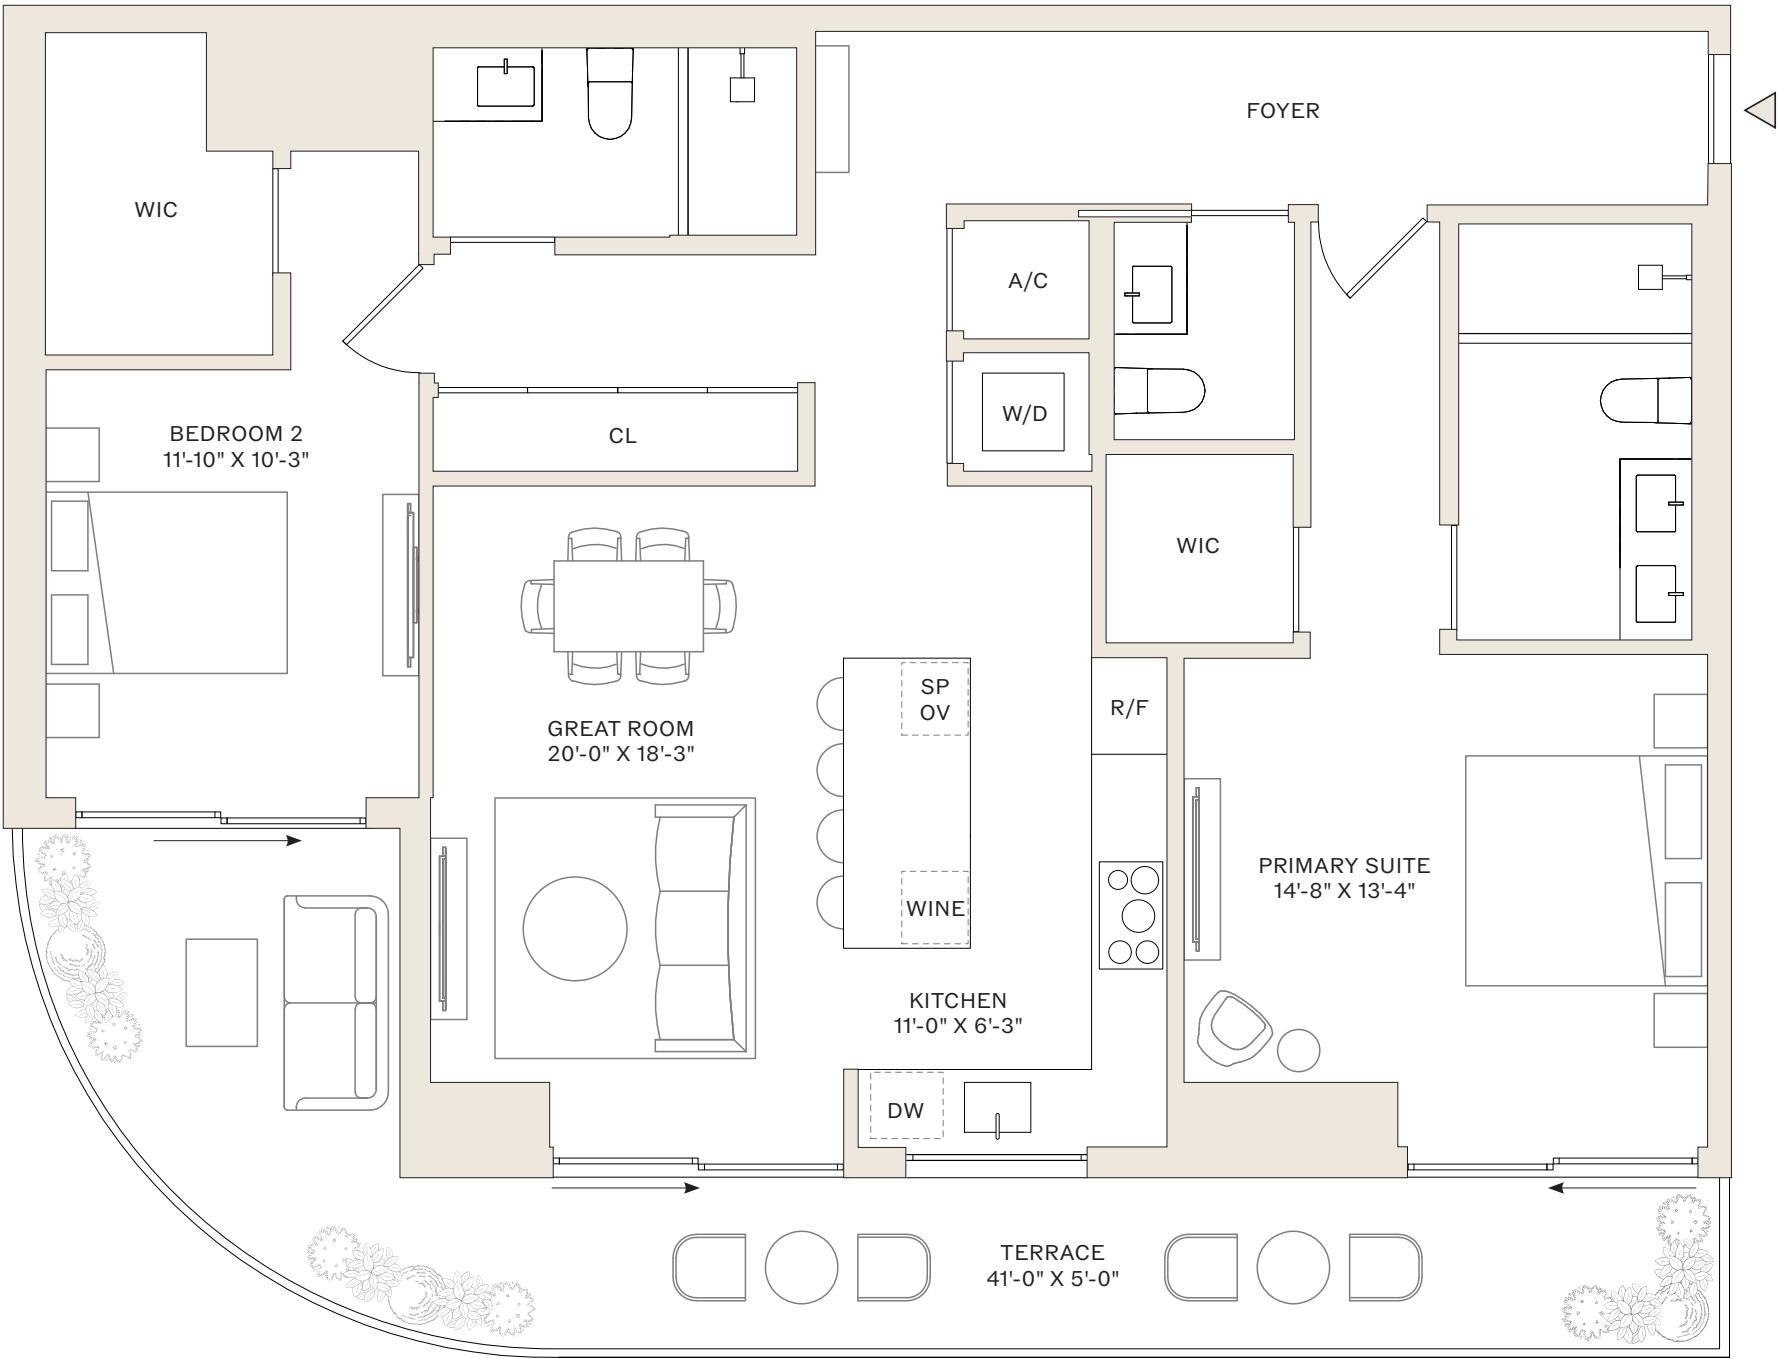 FOYER
WIC
A/C
W/D
BEDROOM 2
11'-10" X 10'-3"
CL
WIC
SP
OV
R/F
GREAT ROOM
20'-0" X 18'-3"
PRIMARY SUITE
14'-8" X 13'-4"
WINE
KITCHEN
11'-0" X 6'-3"
DW
TERRACE
41'-0" X 5'-0"